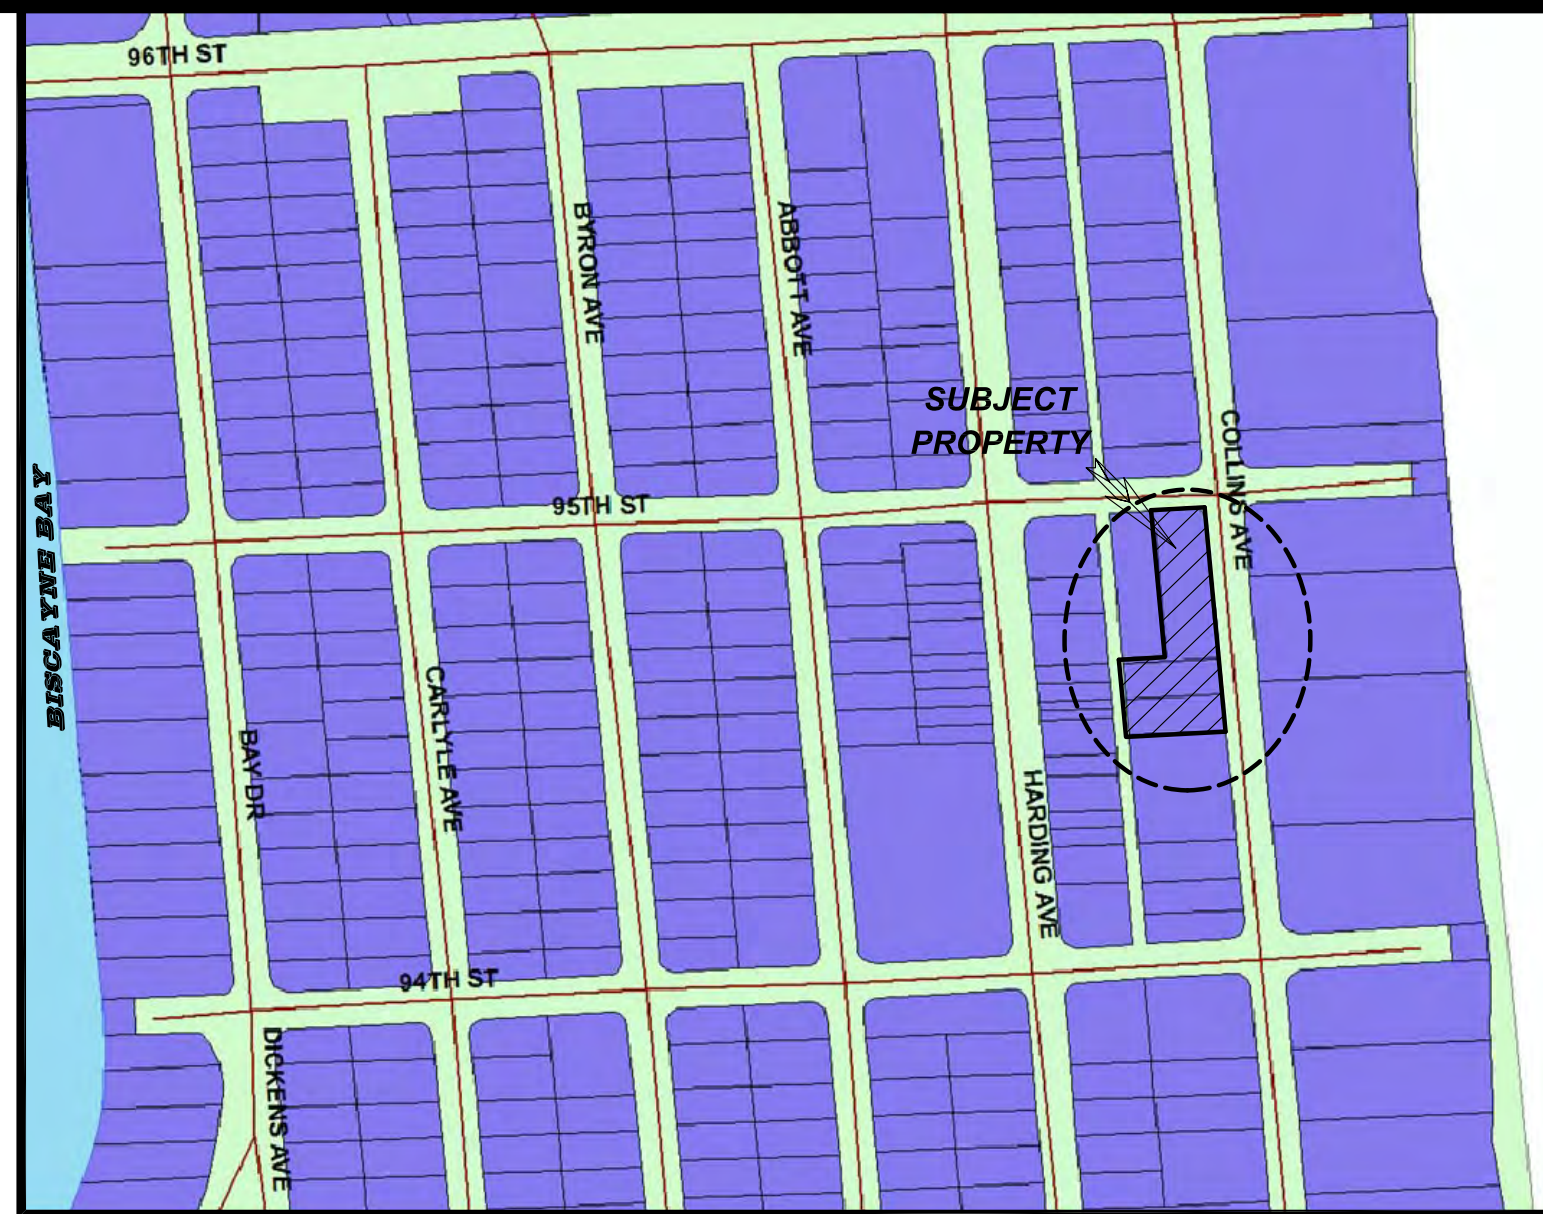 96TH ST
BYRON AVE
ABBOTT AVE
SUBJECT
PROPERTY
COLLINS AVE
BISCAYNE BAY
95TH ST
CARLYLE AVE
BAY DR
HARDING AVE
94TH ST
DICKENS AVE